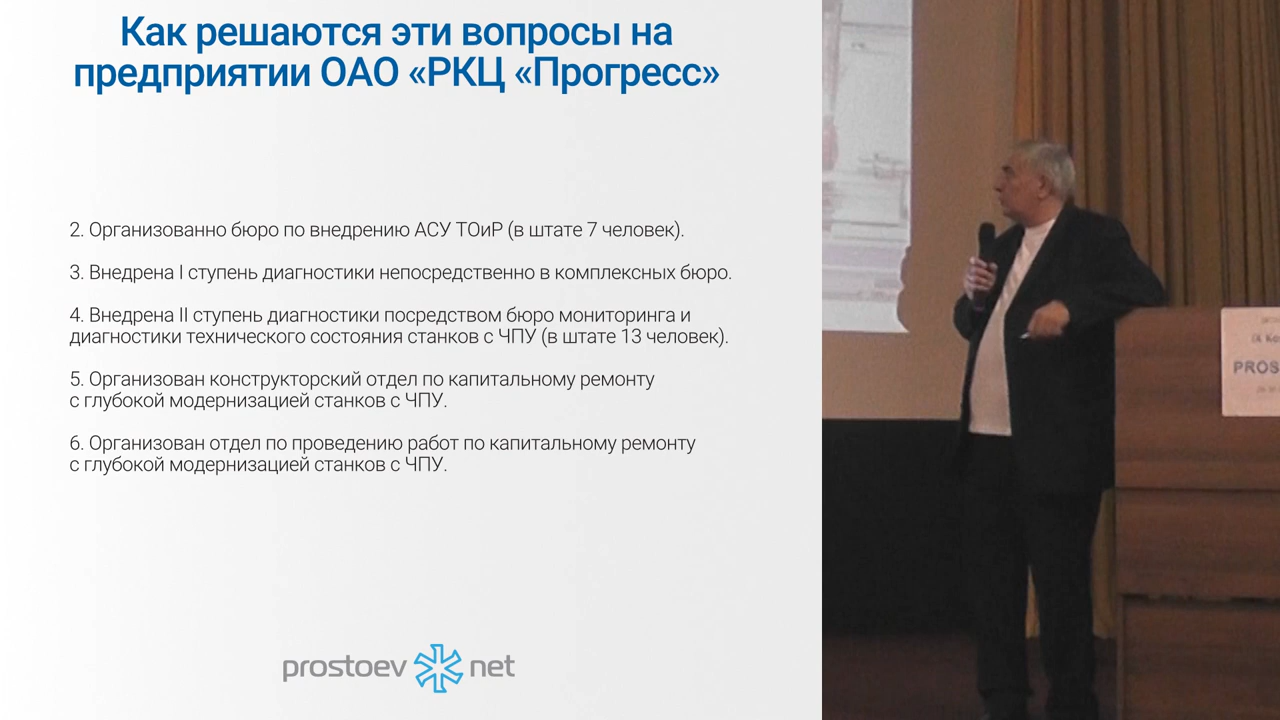 Как решаются эти вопросы на
предприятии ОАО «РКЦ «Прогресс»
2. Организованно бюро по внедрению АСУ ТОиР (в штате 7 человек).
3. Внедрена I ступень диагностики непосредственно в комплексных бюро.
4. Внедрена II ступень диагностики посредством бюро мониторинга и
диагностики технического состояния станков с ЧПУ (в штате 13 человек).
5. Организован конструкторский отдел по капитальному ремонту
с глубокой модернизацией станков с ЧПУ.
6. Организован отдел по проведению работ по капитальному ремонту
с глубокой модернизацией станков с ЧПУ.
prostoev net
PROS